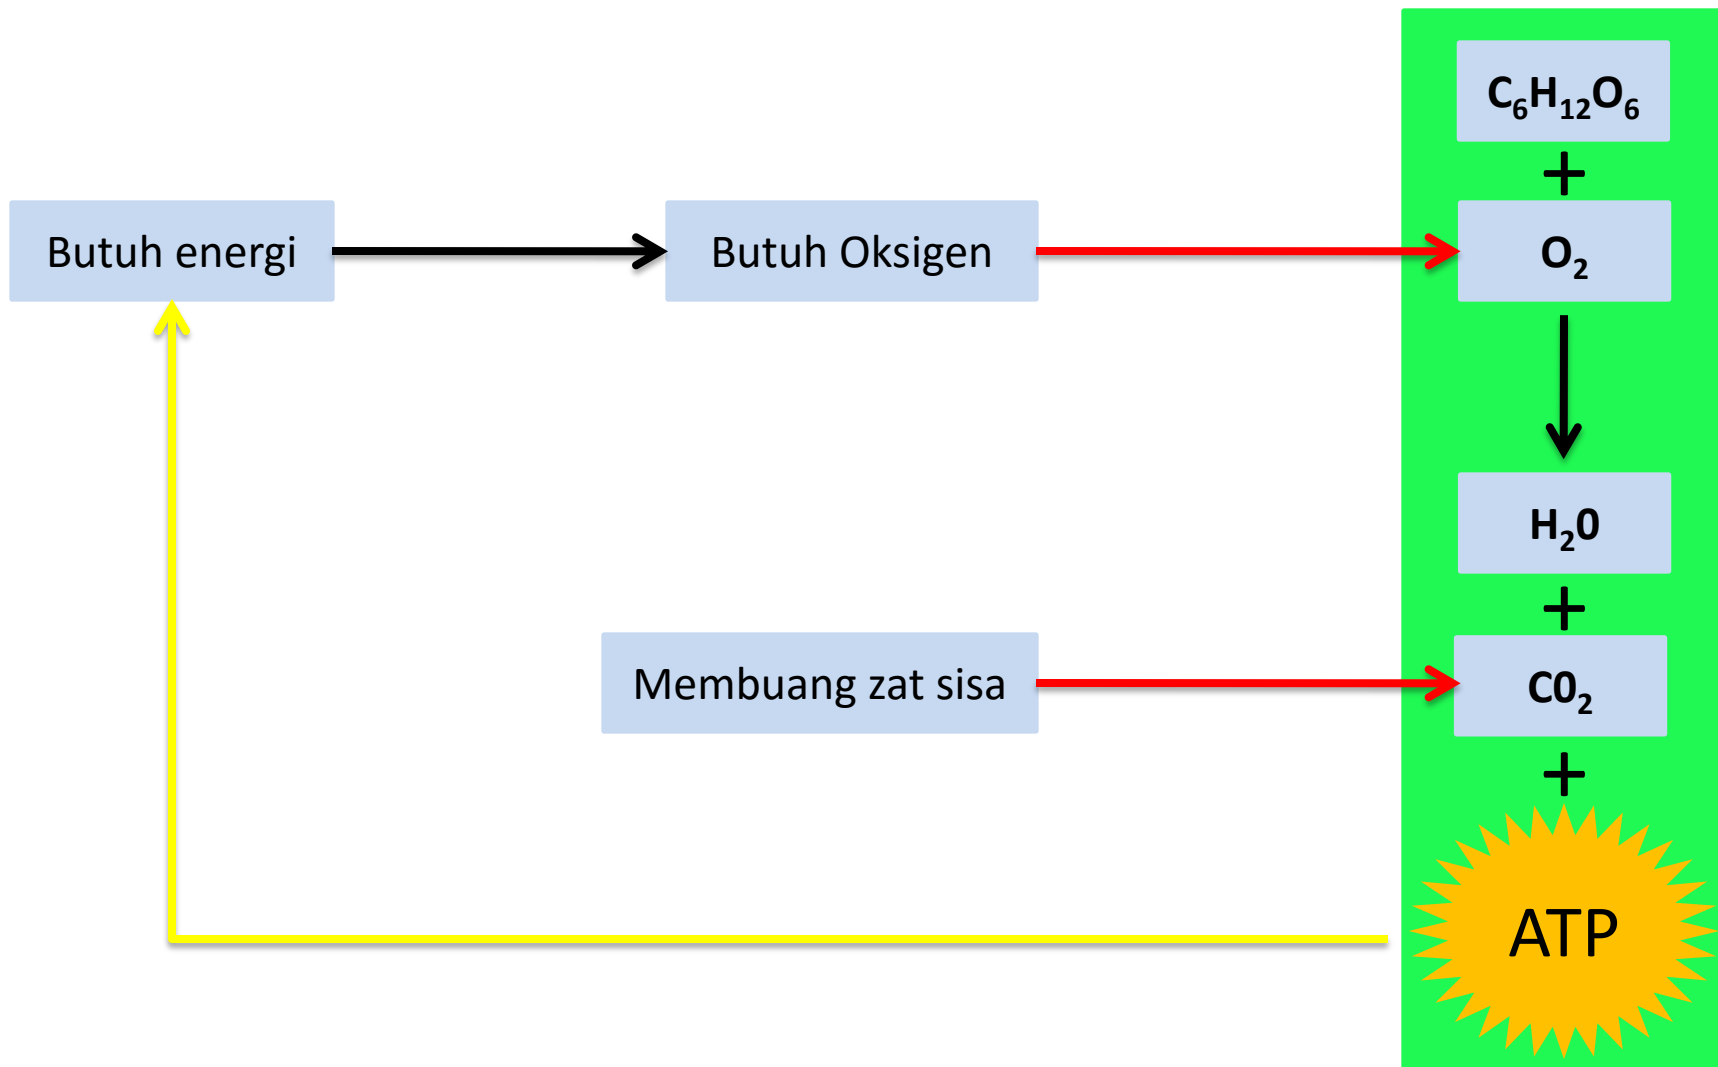 C₆H₁₂O₆
+
Butuh energi
Butuh Oksigen
O₂
H₂0
+
Membuang zat sisa
C0₂
+
ATP